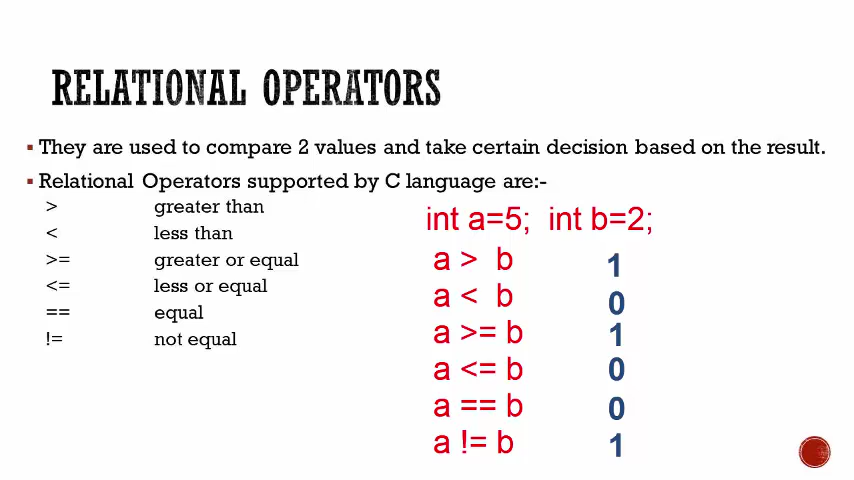 RELATIONAL OPERATORS
▪ They are used to compare 2 values and take certain decision based on the result.
▪ Relational Operators supported by C language are:-
> greater than
< less than
>= greater or equal
<= less or equal
== equal
!= not equal
int a=5; int b=2;
a > b 1
a < b 0
a >= b 1
a <= b 0
a == b 0
a != b 1